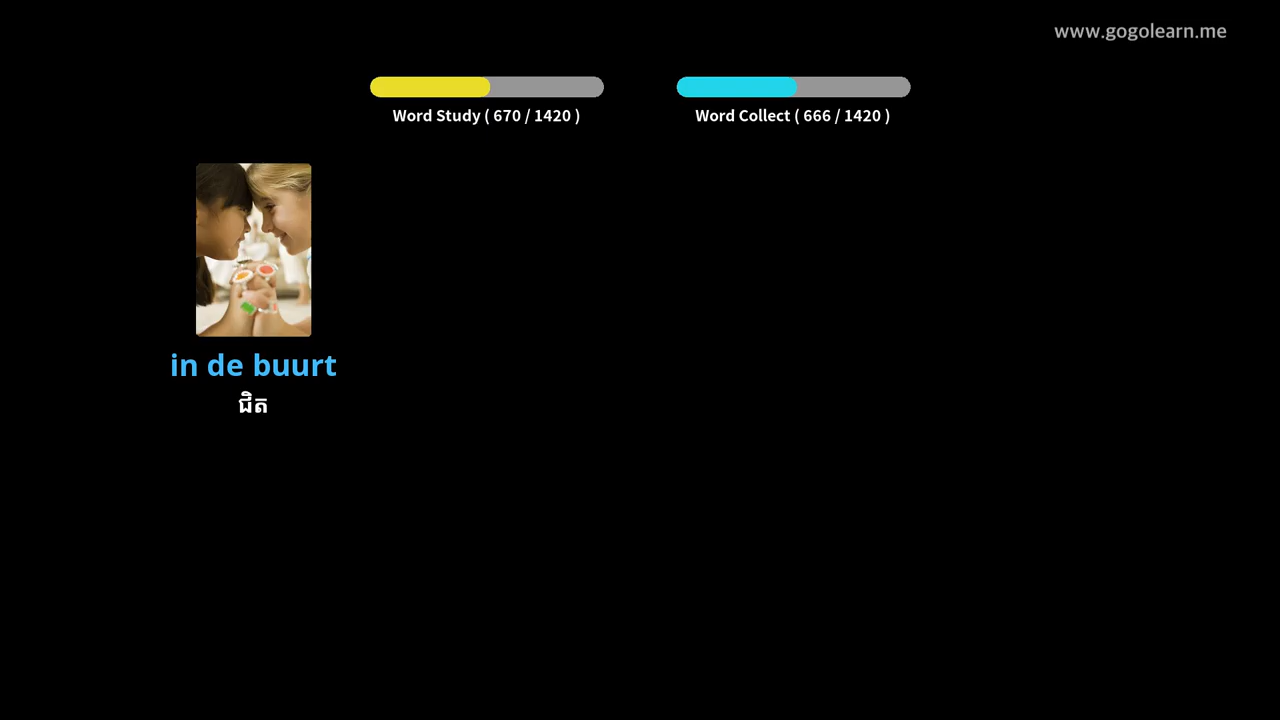 www.gogolearn.me
Word Study ( 670 / 1420 )
Word Collect ( 666 / 1420 )
in de buurt
ជិត